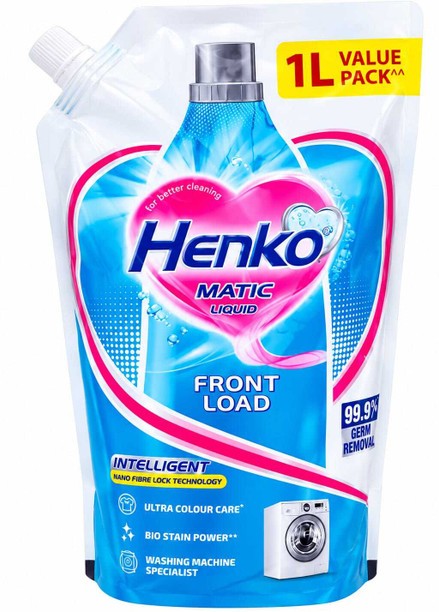 1L VALUE
PACK^^
for better cleaning
Henko
MATIC
LIQUID
FRONT
LOAD
99.9%
GERM
REMOVAL
INTELLIGENT
NANO FIBRE LOCK TECHNOLOGY
ULTRA COLOUR CARE*
BIO STAIN POWER**
WASHING MACHINE
SPECIALIST